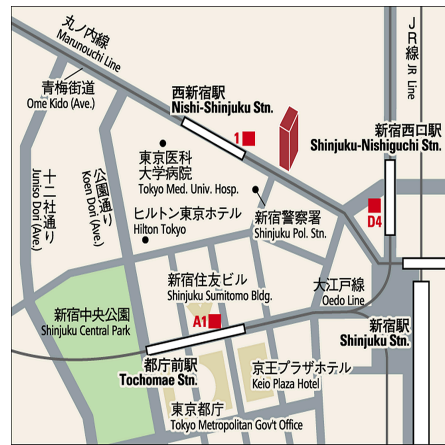 丸ノ内線
Marunouchi Line
JR線
JR Line
青梅街道
Ome Kido (Ave.)
西新宿駅
Nishi-Shinjuku Stn.
新宿西口駅
Shinjuku-Nishiguchi Stn.
1
十二社通り
Juniso Dori (Ave.)
公園通り
Koen Dori (Ave.)
東京医科
大学病院
Tokyo Med. Univ. Hosp.
ヒルトン東京ホテル
Hilton Tokyo
新宿警察署
Shinjuku Pol. Stn.
D4
新宿住友ビル
Shinjuku Sumitomo Bldg.
大江戸線
Oedo Line
新宿中央公園
Shinjuku Central Park
A1
新宿駅
Shinjuku Stn.
都庁前駅
Tochomae Stn.
京王プラザホテル
Keio Plaza Hotel
東京都庁
Tokyo Metropolitan Gov't Office